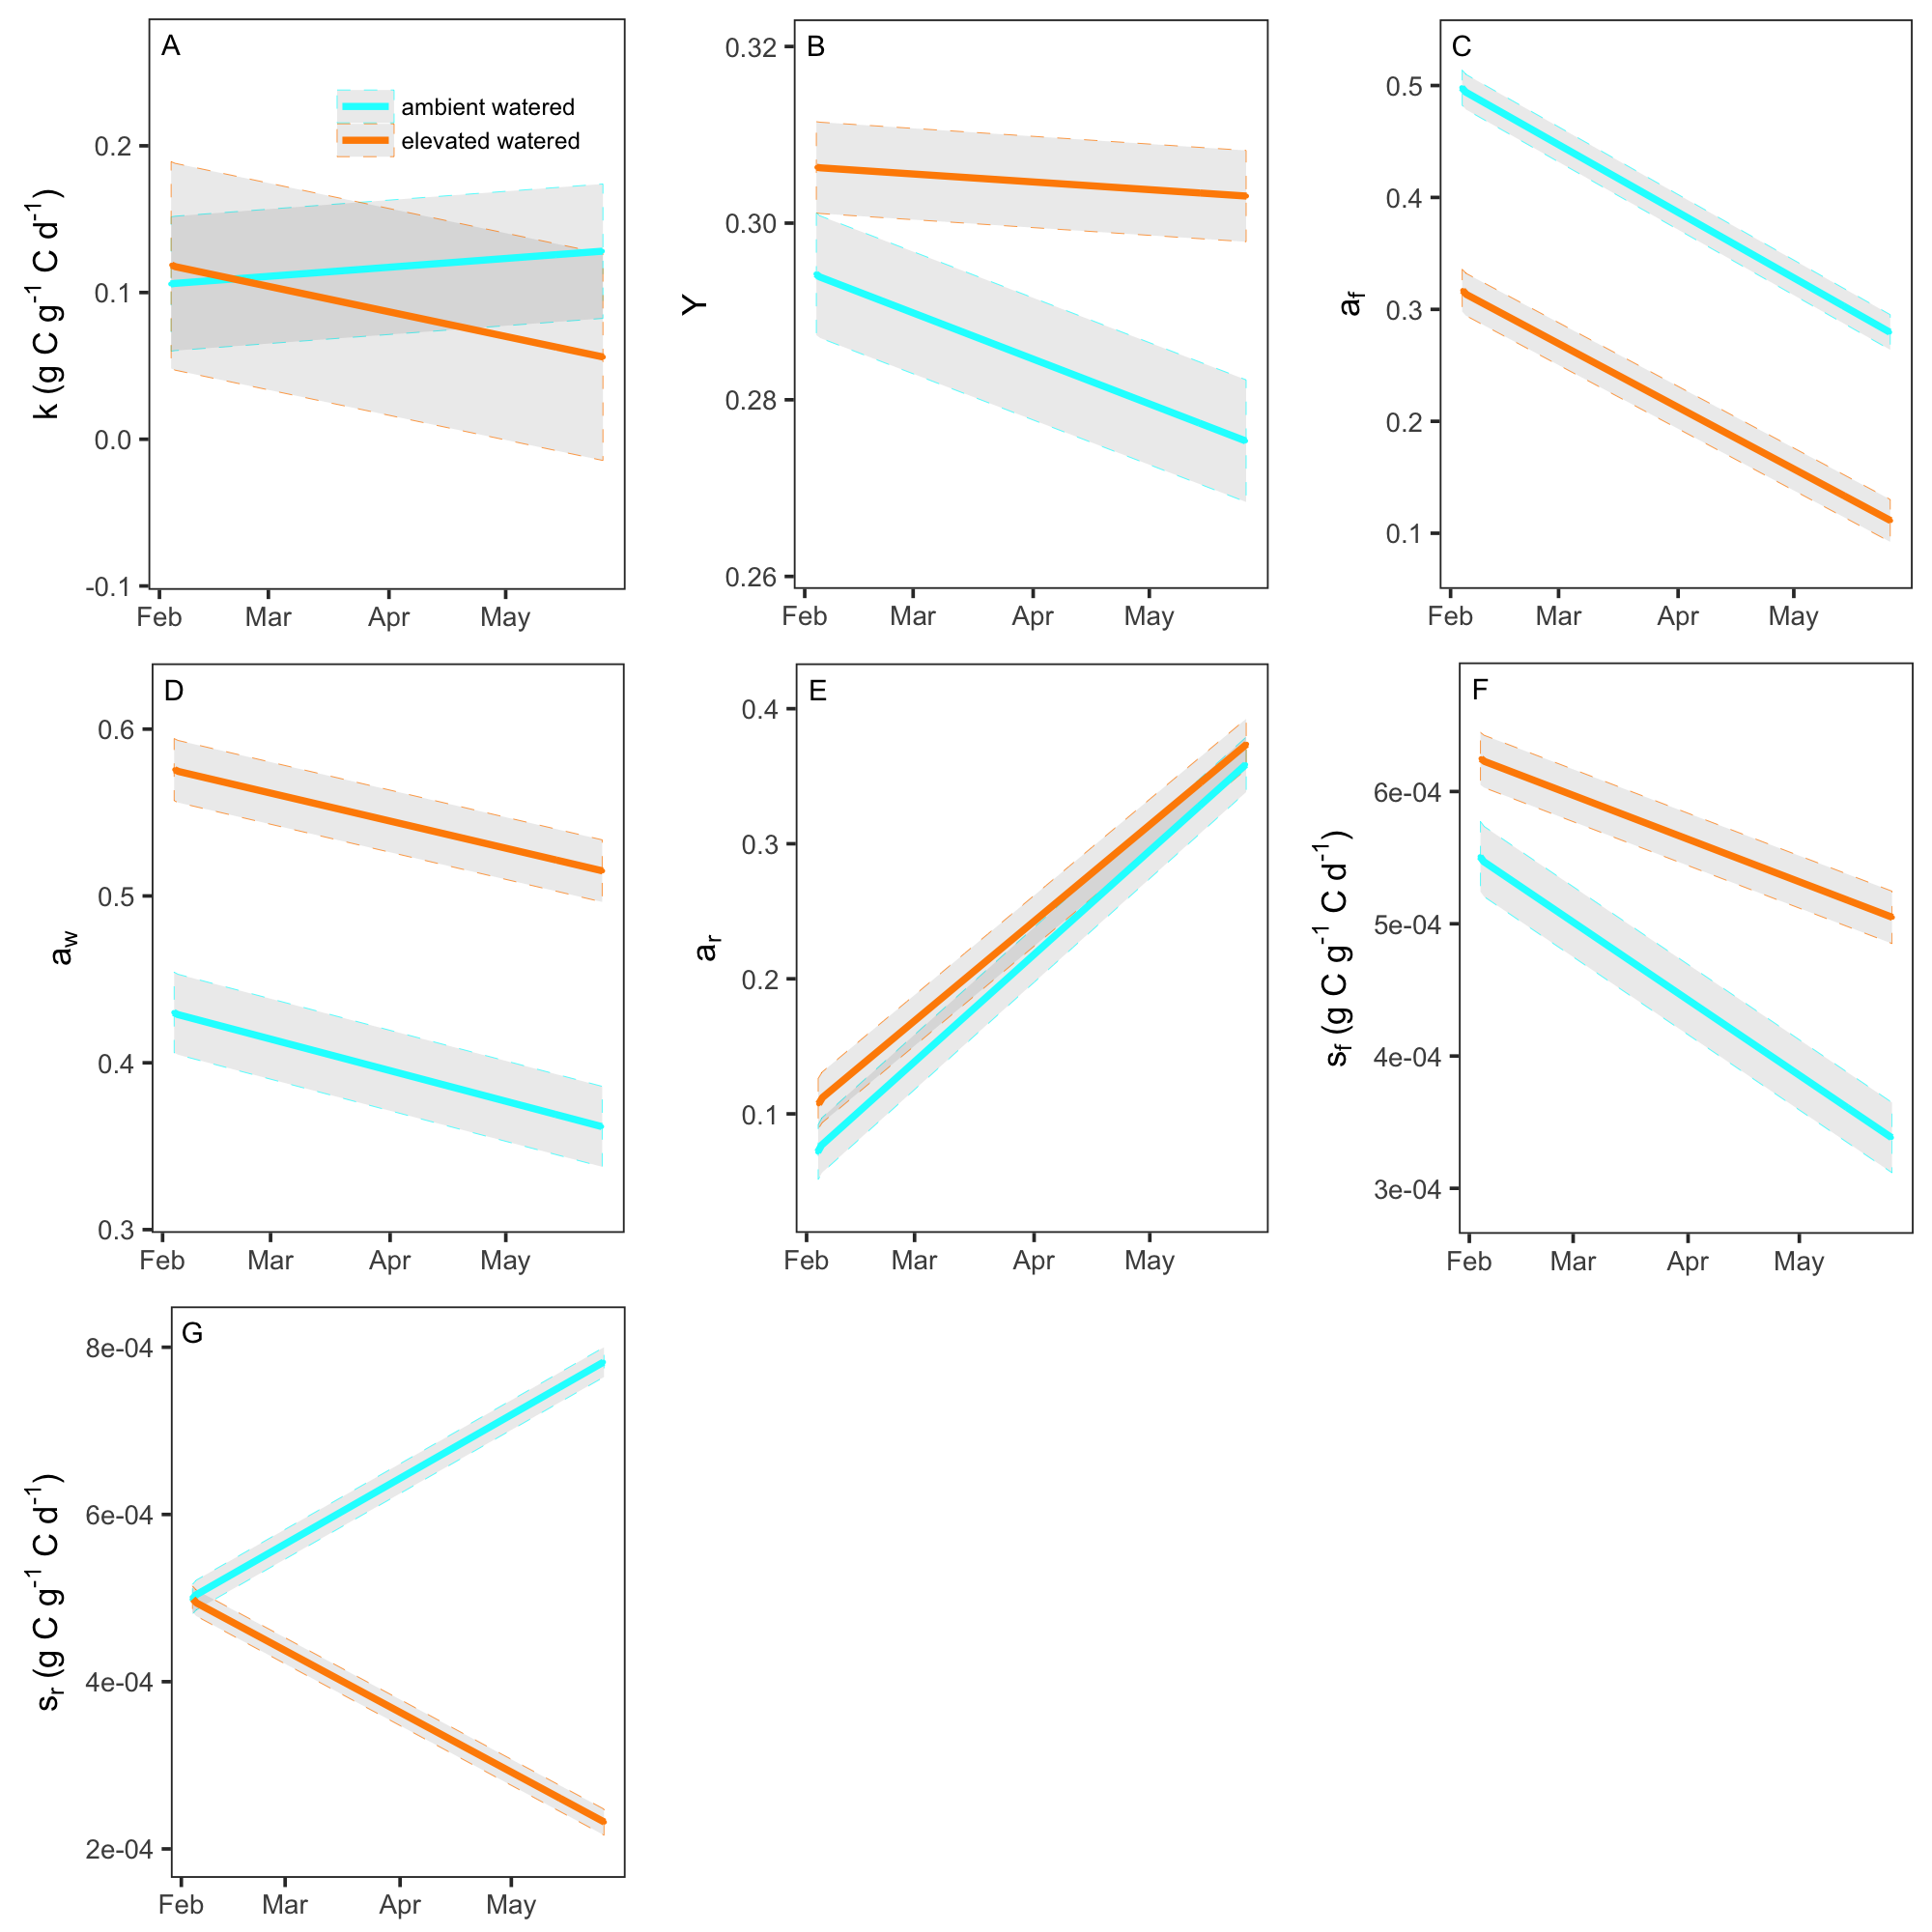 A
ambient watered
elevated watered
0.2
0.1
0.0
-0.1
k (g C g⁻¹ C d⁻¹)
Feb Mar Apr May
B
0.32
0.30
0.28
0.26
Y
Feb Mar Apr May
C
0.5
0.4
0.3
0.2
0.1
a_f
Feb Mar Apr May
D
0.6
0.5
0.4
0.3
a_w
Feb Mar Apr May
E
0.4
0.3
0.2
0.1
a_r
Feb Mar Apr May
F
6e-04
5e-04
4e-04
3e-04
s_f (g C g⁻¹ C d⁻¹)
Feb Mar Apr May
G
8e-04
6e-04
4e-04
2e-04
s_r (g C g⁻¹ C d⁻¹)
Feb Mar Apr May